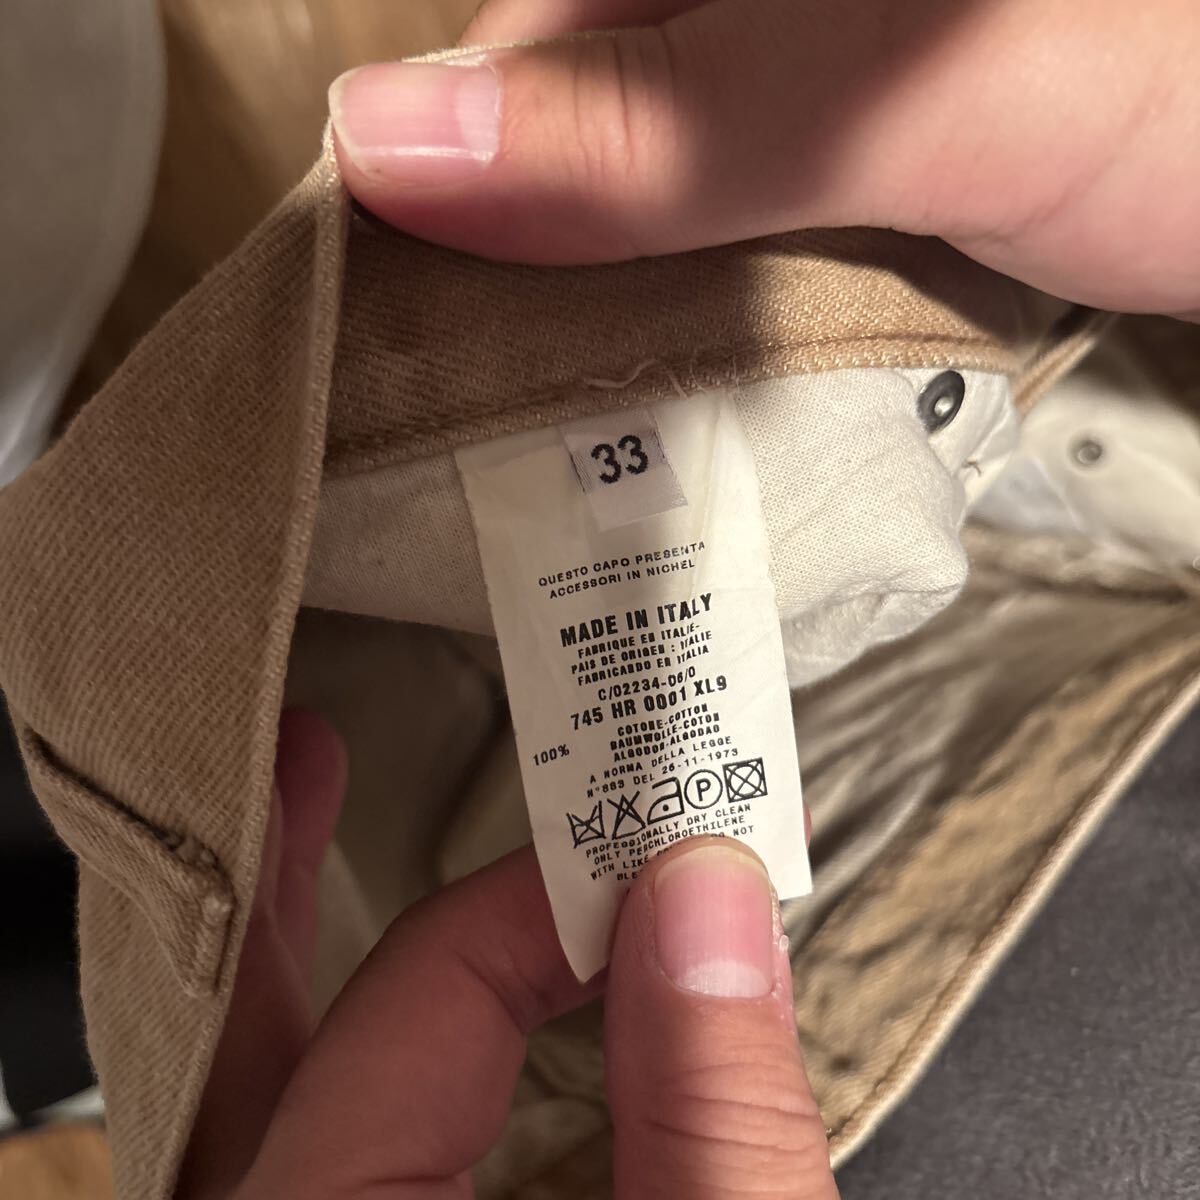 33
QUESTO CAPO PRESENTA
ACCESSORI IN NICHEL
MADE IN ITALY
FABRIQUE EN ITALIE-
PAIS DE ORIGEN : ITALIE
FABRICANDO EN ITALIA
C/02234-06/0
745 HR 0001 XL9
100%
COTONE-COTTON
BAUMWOLLE-COTON
ALGODON-ALGODAO
A NORMA DELLA LEGGE
N°883 DEL 26-11-1973
P
PROFESSIONALLY DRY CLEAN
ONLY PERCHLOROETHILENE
WITH LIKE NOT